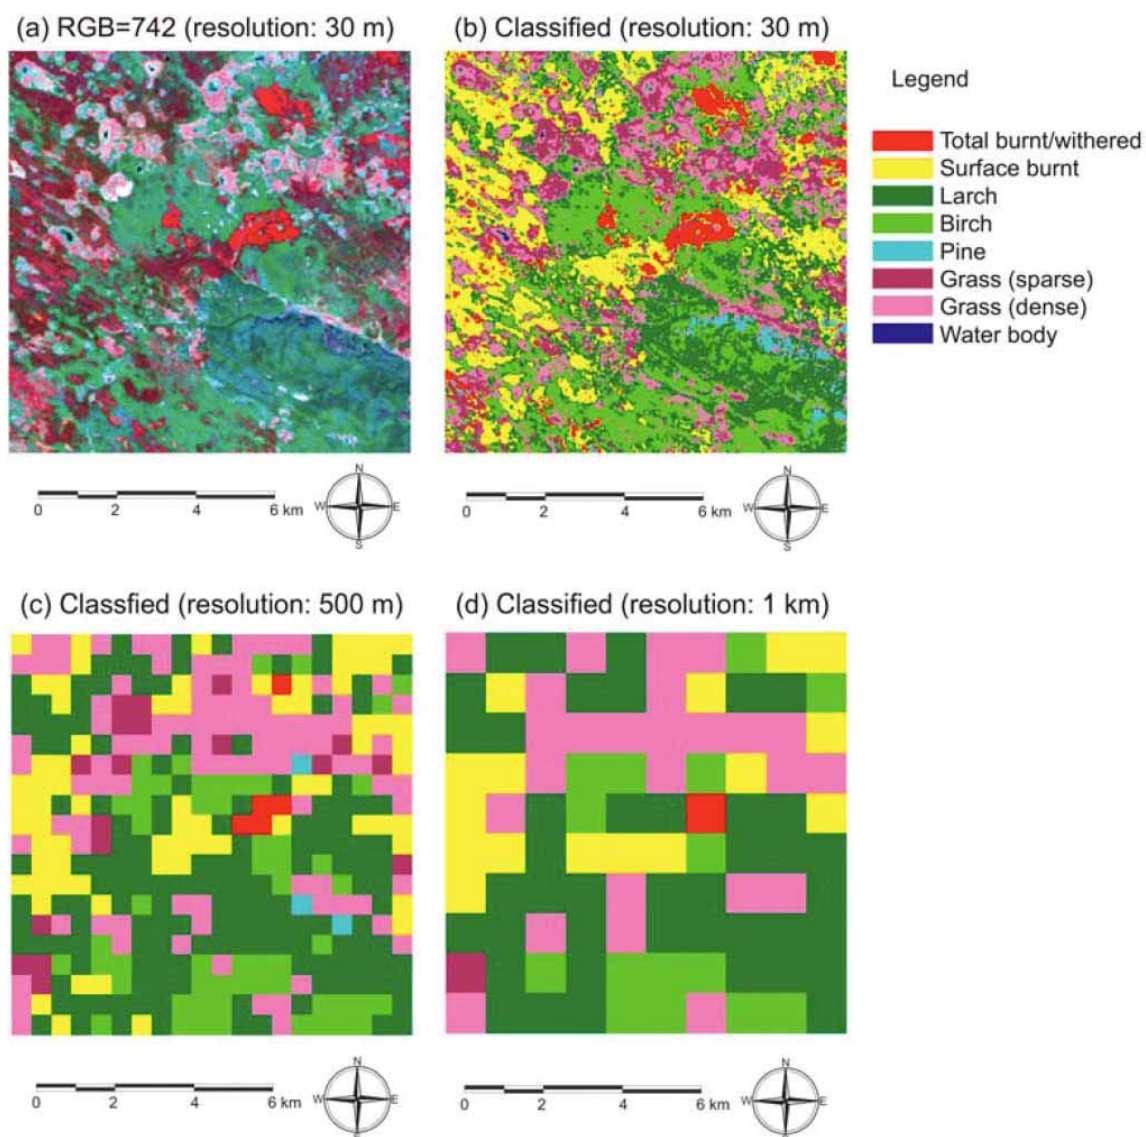 (a) RGB=742 (resolution: 30 m)
(b) Classified (resolution: 30 m)
Legend
Total burnt/withered
Surface burnt
Larch
Birch
Pine
Grass (sparse)
Grass (dense)
Water body
0 2 4 6 km
N
W E
S
0 2 4 6 km
N
W E
S
(c) Classfied (resolution: 500 m)
(d) Classified (resolution: 1 km)
0 2 4 6 km
N
W E
S
0 2 4 6 km
N
W E
S